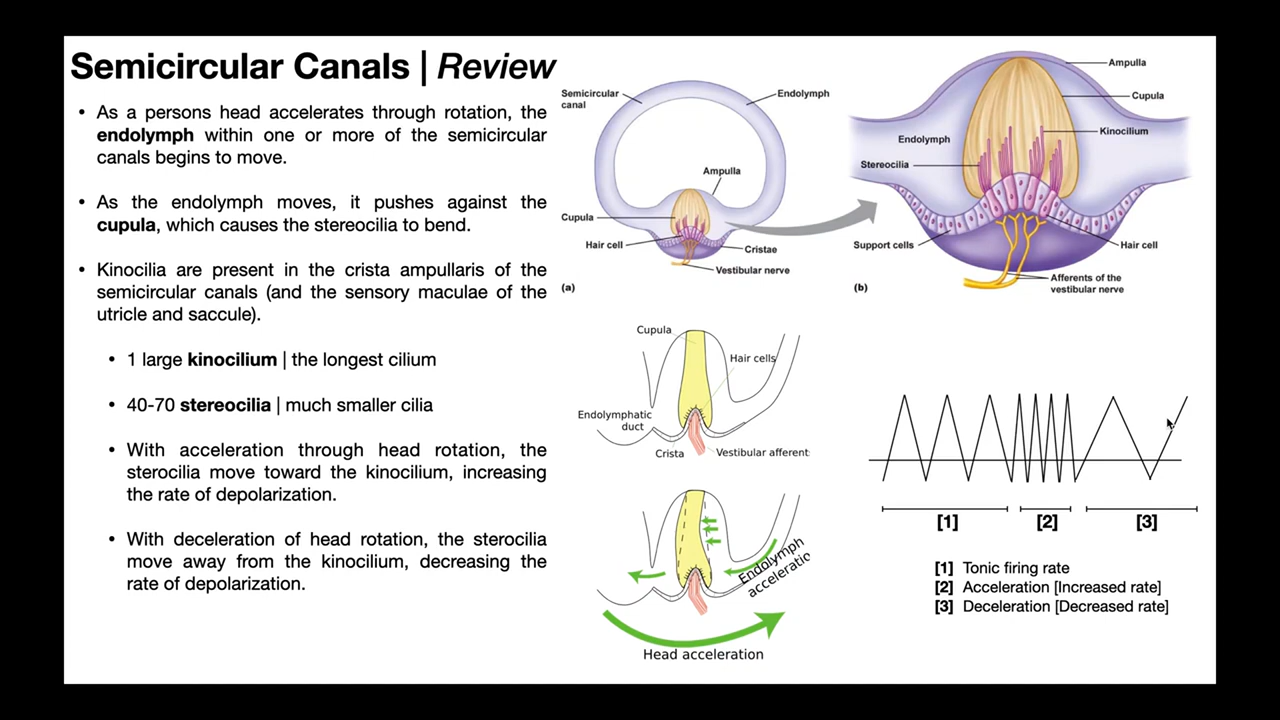 Semicircular Canals | Review
• As a persons head accelerates through rotation, the
endolymph within one or more of the semicircular
canals begins to move.
• As the endolymph moves, it pushes against the
cupula, which causes the stereocilia to bend.
• Kinocilia are present in the crista ampullaris of the
semicircular canals (and the sensory maculae of the
utricle and saccule).
• 1 large kinocilium | the longest cilium
• 40-70 stereocilia | much smaller cilia
• With acceleration through head rotation, the
sterocilia move toward the kinocilium, increasing
the rate of depolarization.
• With deceleration of head rotation, the sterocilia
move away from the kinocilium, decreasing the
rate of depolarization.
Semicircular
canal
Endolymph
Ampulla
Cupula
Hair cell
Cristae
Vestibular nerve
(a)
Ampulla
Cupula
Endolymph
Kinocilium
Stereocilia
Support cells
Hair cell
Afferents of the
vestibular nerve
(b)
Cupula
Hair cells
Endolymphatic
duct
Crista
Vestibular afferent
Endolymph
acceleratio
Head acceleration
[1]
[2]
[3]
[1] Tonic firing rate
[2] Acceleration [Increased rate]
[3] Deceleration [Decreased rate]